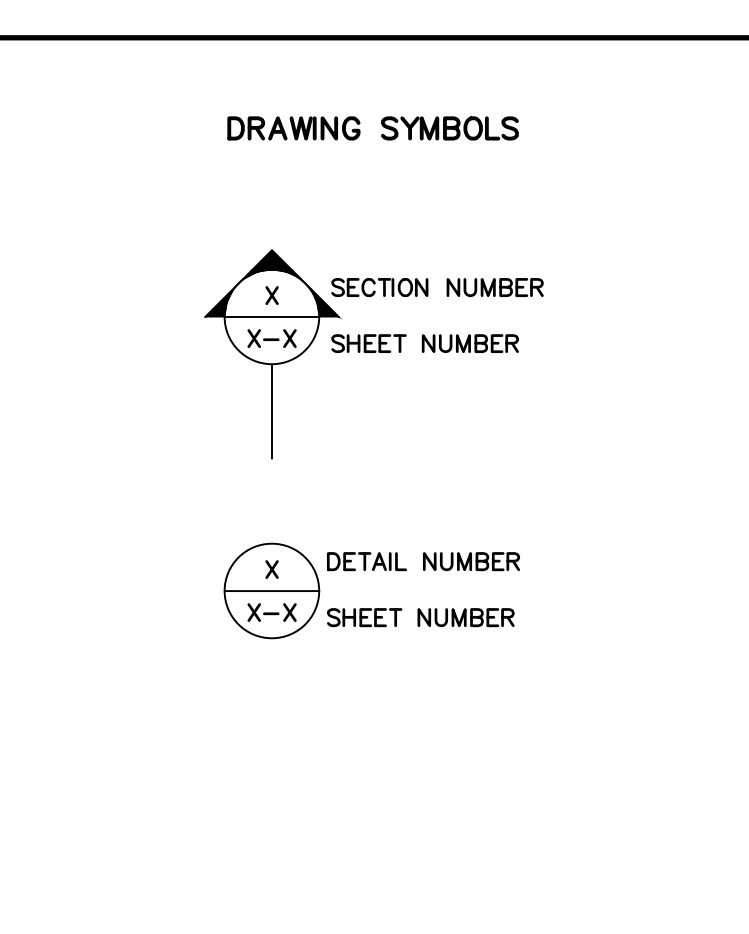 DRAWING SYMBOLS
X
SECTION NUMBER
X-X
SHEET NUMBER
X
DETAIL NUMBER
X-X
SHEET NUMBER